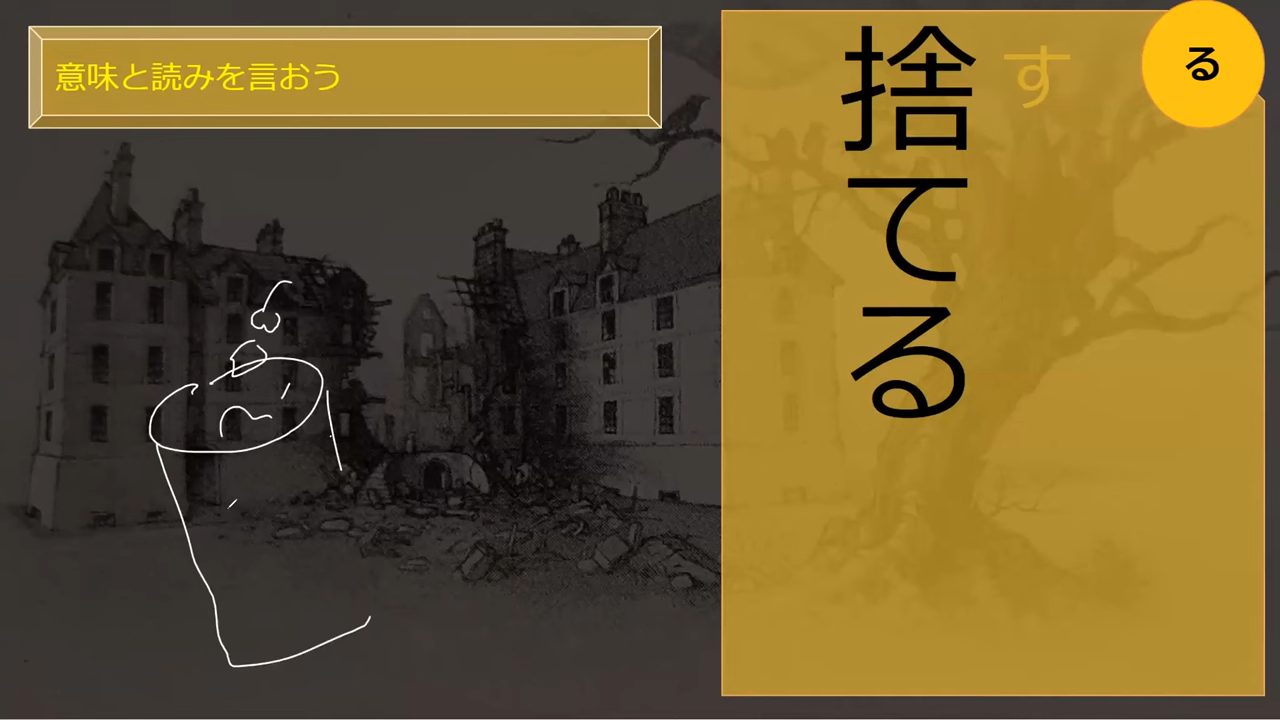 意味と読みを言おう
る
す
捨てる